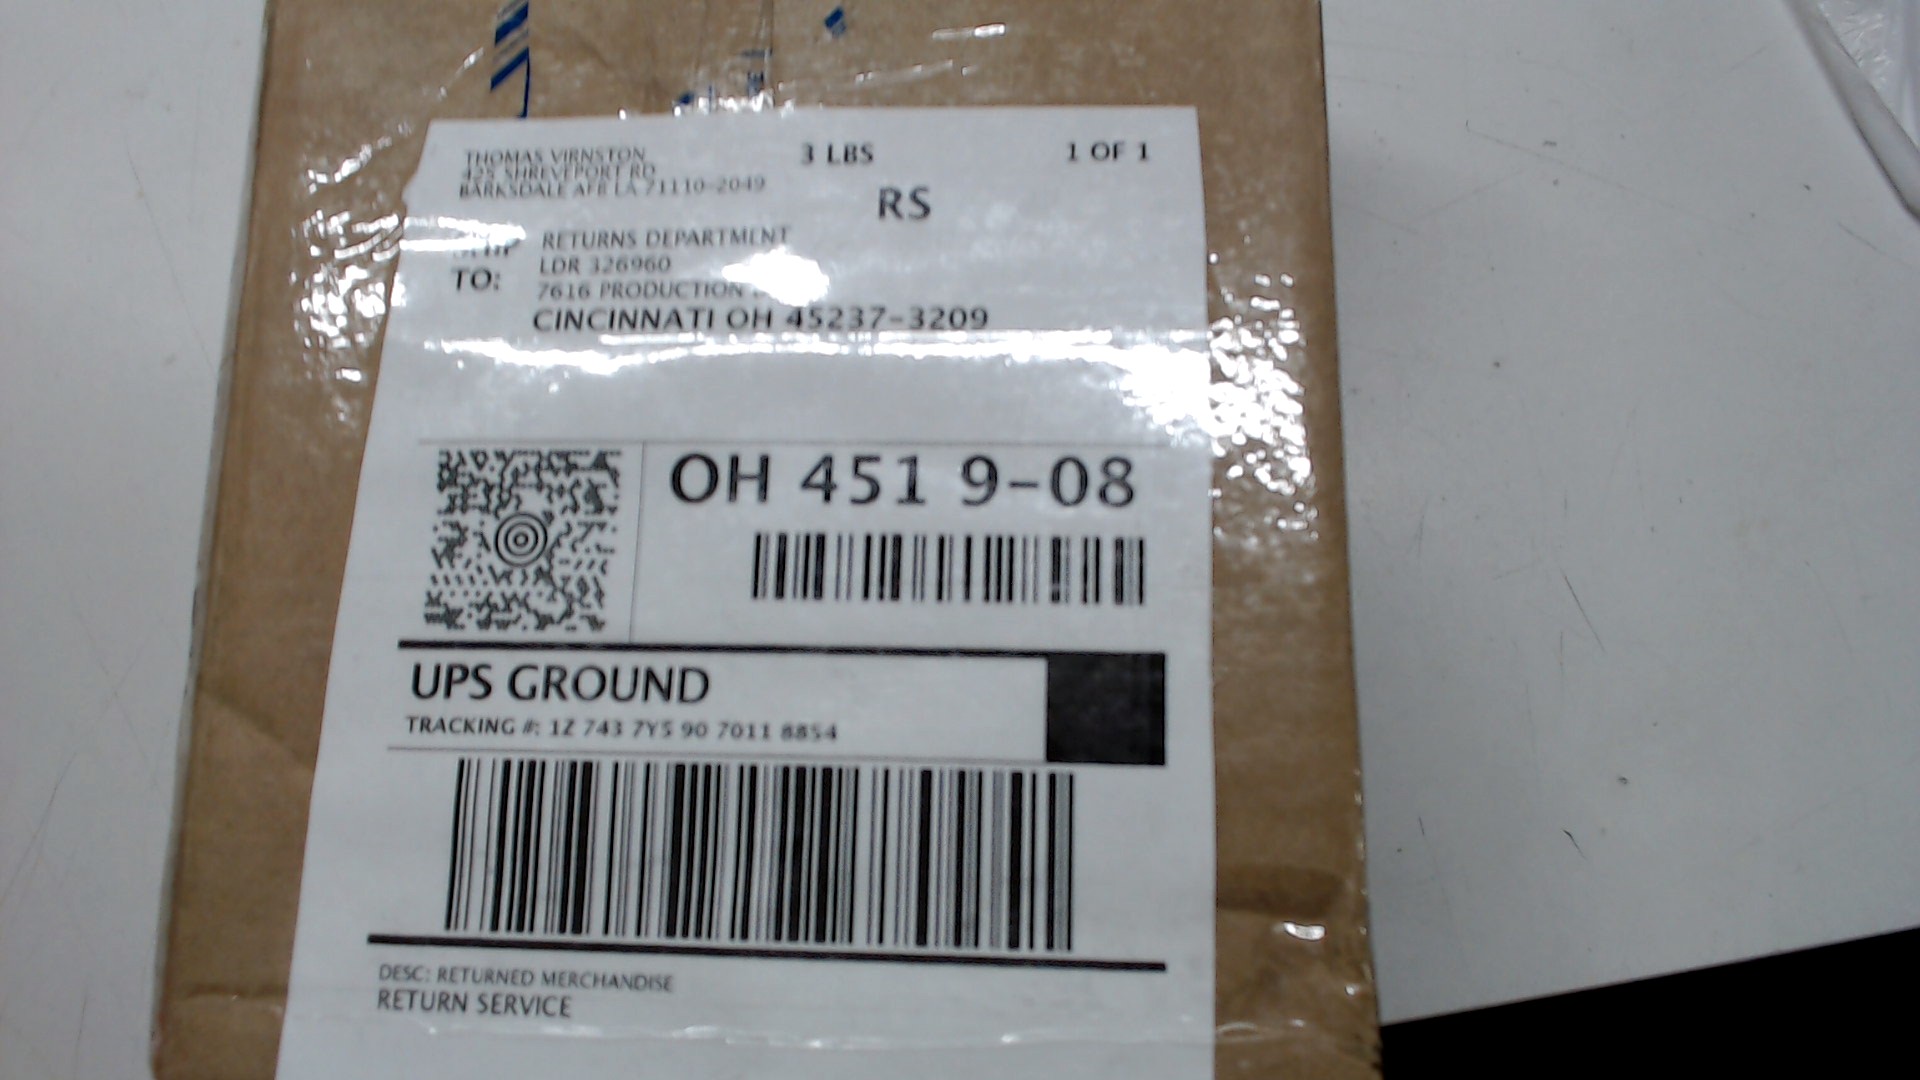 THOMAS VIRNSTON
3 LBS
1 OF 1
425 SHREVEPORT RD
BARKSDALE AFB LA 71110-2049
RS
RETURNS DEPARTMENT
TO:
LDR 326960
7616 PRODUCTION
CINCINNATI OH 45237-3209
OH 451 9-08
UPS GROUND
TRACKING #: 1Z 743 7Y5 90 7011 8854
DESC: RETURNED MERCHANDISE
RETURN SERVICE